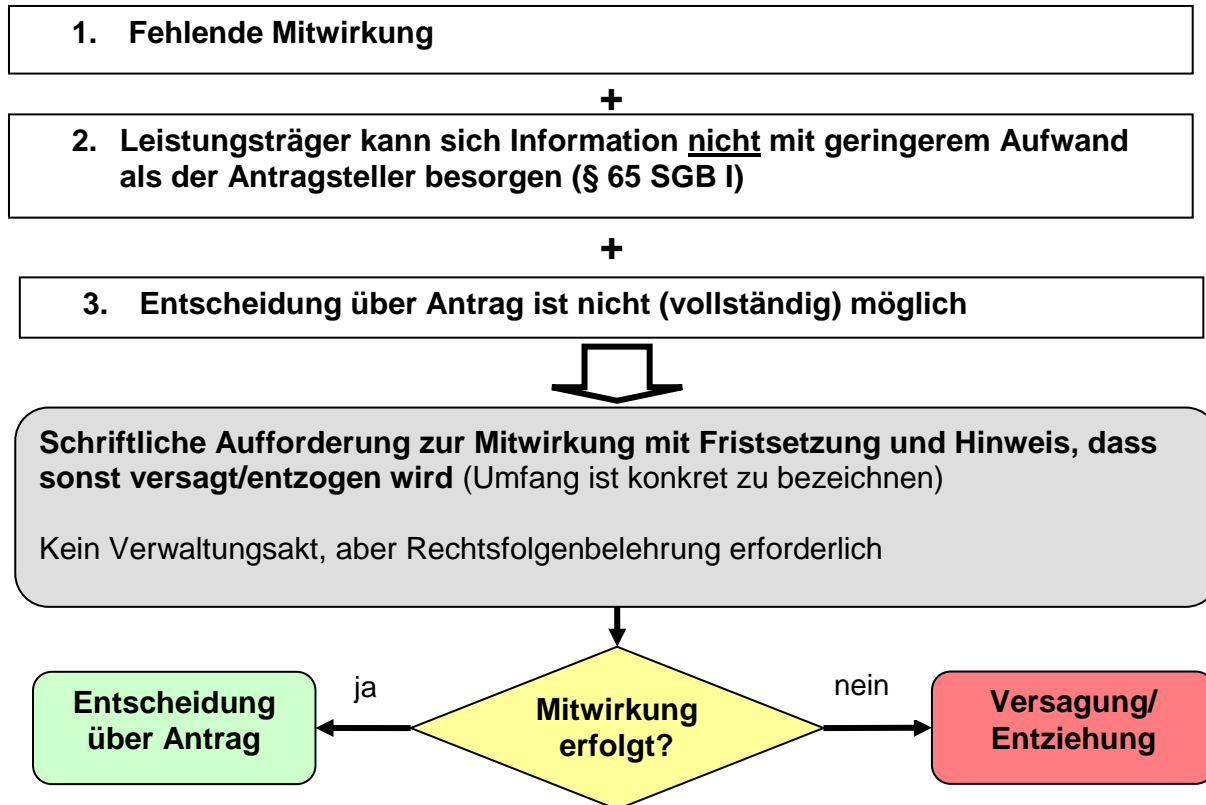 1. Fehlende Mitwirkung
+
2. Leistungsträger kann sich Information nicht mit geringerem Aufwand
als der Antragsteller besorgen (§ 65 SGB I)
+
3. Entscheidung über Antrag ist nicht (vollständig) möglich
Schriftliche Aufforderung zur Mitwirkung mit Fristsetzung und Hinweis, dass
sonst versagt/entzogen wird (Umfang ist konkret zu bezeichnen)
Kein Verwaltungsakt, aber Rechtsfolgenbelehrung erforderlich
Entscheidung
über Antrag
ja
Mitwirkung
erfolgt?
nein
Versagung/
Entziehung